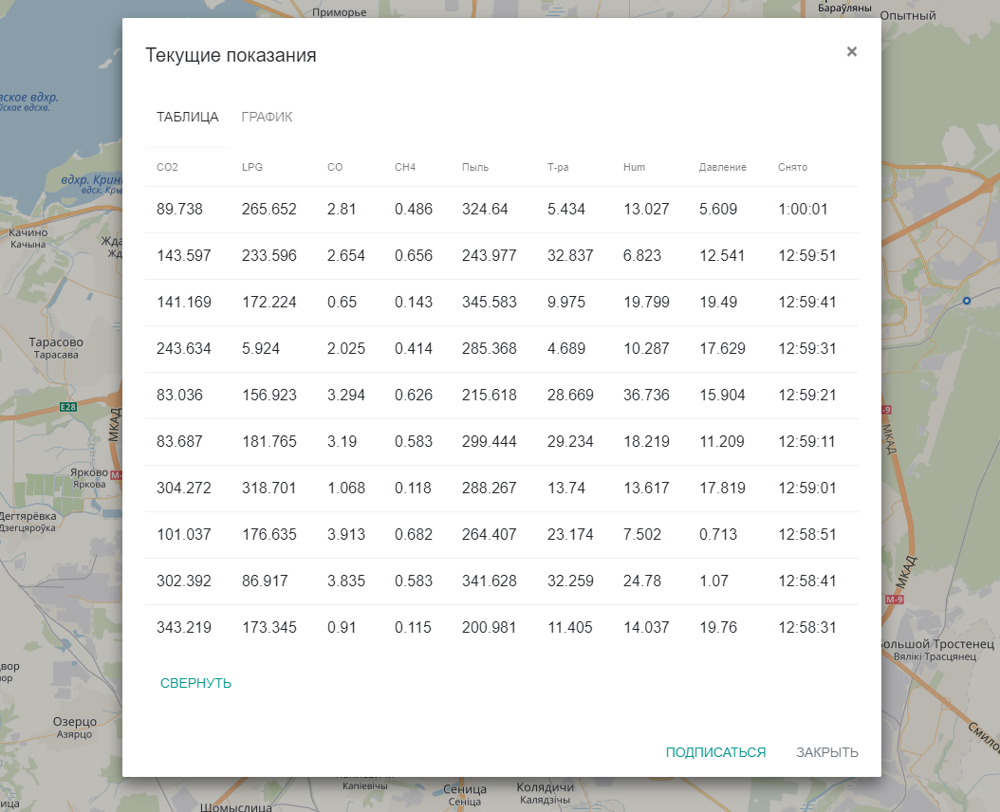 Приморье
Бараўляны
Опытный
Текущие показания
×
вское вдхр.
йскае вдсхв.
ТАБЛИЦА ГРАФИК
CO2 LPG CO CH4 Пыль Т-ра Hum Давление Снято
вдхр. Крини
вдсх. Кры
89.738 265.652 2.81 0.486 324.64 5.434 13.027 5.609 1:00:01
Качино
Качына
Жда
Жд
143.597 233.596 2.654 0.656 243.977 32.837 6.823 12.541 12:59:51
141.169 172.224 0.65 0.143 345.583 9.975 19.799 19.49 12:59:41
Тарасово
Тарасава
243.634 5.924 2.025 0.414 285.368 4.689 10.287 17.629 12:59:31
83.036 156.923 3.294 0.626 215.618 28.669 36.736 15.904 12:59:21
E28
МКАД
-9
МКАД
83.687 181.765 3.19 0.583 299.444 29.234 18.219 11.209 12:59:11
Ярково
Яркова
М-
304.272 318.701 1.068 0.118 288.267 13.74 13.617 17.819 12:59:01
Дегтярёвка
Дзегцяроўка
101.037 176.635 3.913 0.682 264.407 23.174 7.502 0.713 12:58:51
302.392 86.917 3.835 0.583 341.628 32.259 24.78 1.07 12:58:41
МКАД
М-9
343.219 173.345 0.91 0.115 200.981 11.405 14.037 19.76 12:58:31
Большой Тростенец
Вялікі Трасцянец
двор
вор
СВЕРНУТЬ
Озерцо
Азярцо
Смилов
ПОДПИСАТЬСЯ ЗАКРЫТЬ
Капіевічы
Сеница
Сеніца
Колядичи
Калядзічы
ица
Щомыслица